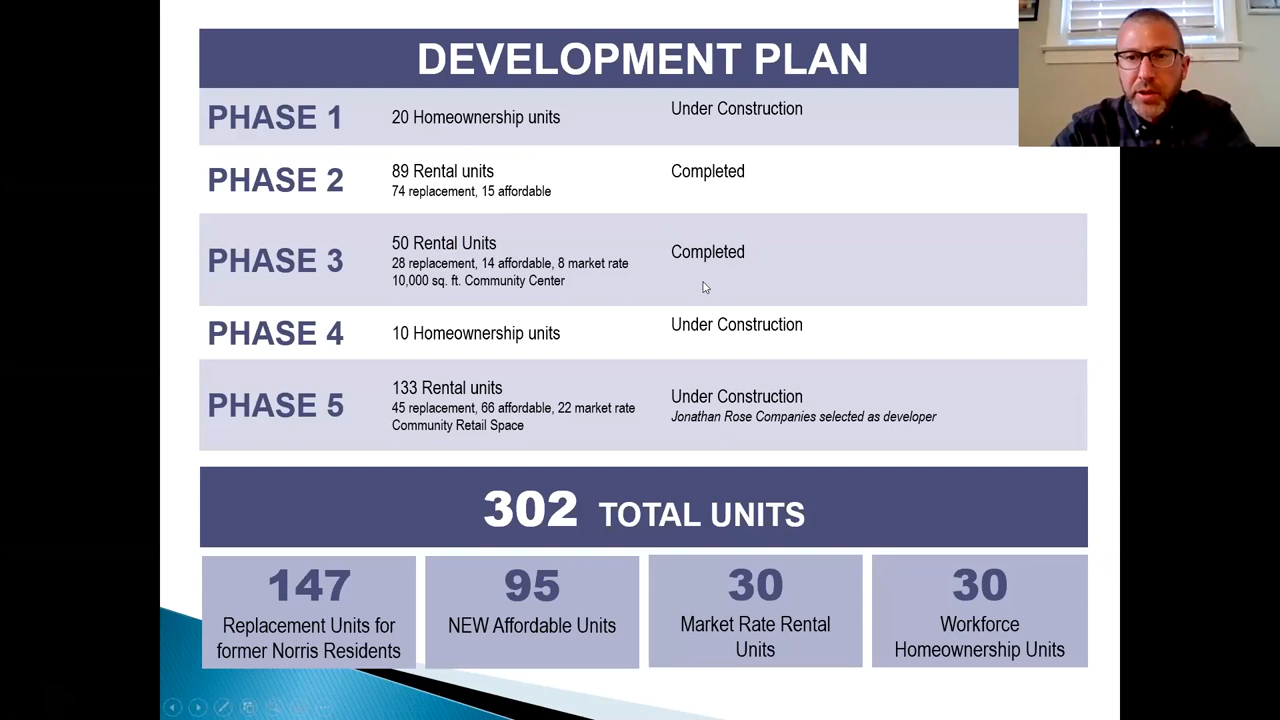 DEVELOPMENT PLAN
PHASE 1
20 Homeownership units
Under Construction
PHASE 2
89 Rental units
74 replacement, 15 affordable
Completed
PHASE 3
50 Rental Units
28 replacement, 14 affordable, 8 market rate
10,000 sq. ft. Community Center
Completed
PHASE 4
10 Homeownership units
Under Construction
PHASE 5
133 Rental units
45 replacement, 66 affordable, 22 market rate
Community Retail Space
Under Construction
Jonathan Rose Companies selected as developer
302 TOTAL UNITS
147
Replacement Units for
former Norris Residents
95
NEW Affordable Units
30
Market Rate Rental
Units
30
Workforce
Homeownership Units